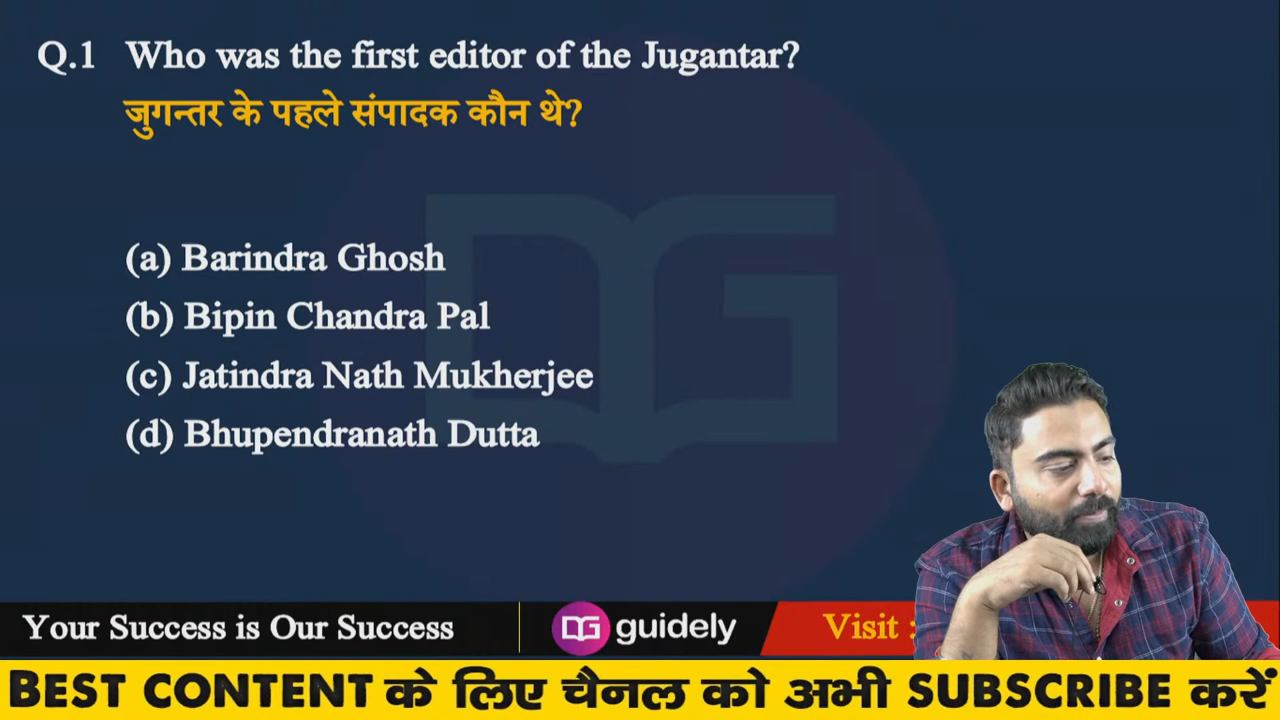 Q.1 Who was the first editor of the Jugantar?
जुगन्तर के पहले संपादक कौन थे?
(a) Barindra Ghosh
(b) Bipin Chandra Pal
(c) Jatindra Nath Mukherjee
(d) Bhupendranath Dutta
Your Success is Our Success
DG guidely
Visit :
BEST CONTENT के लिए चैनल को अभी SUBSCRIBE करें